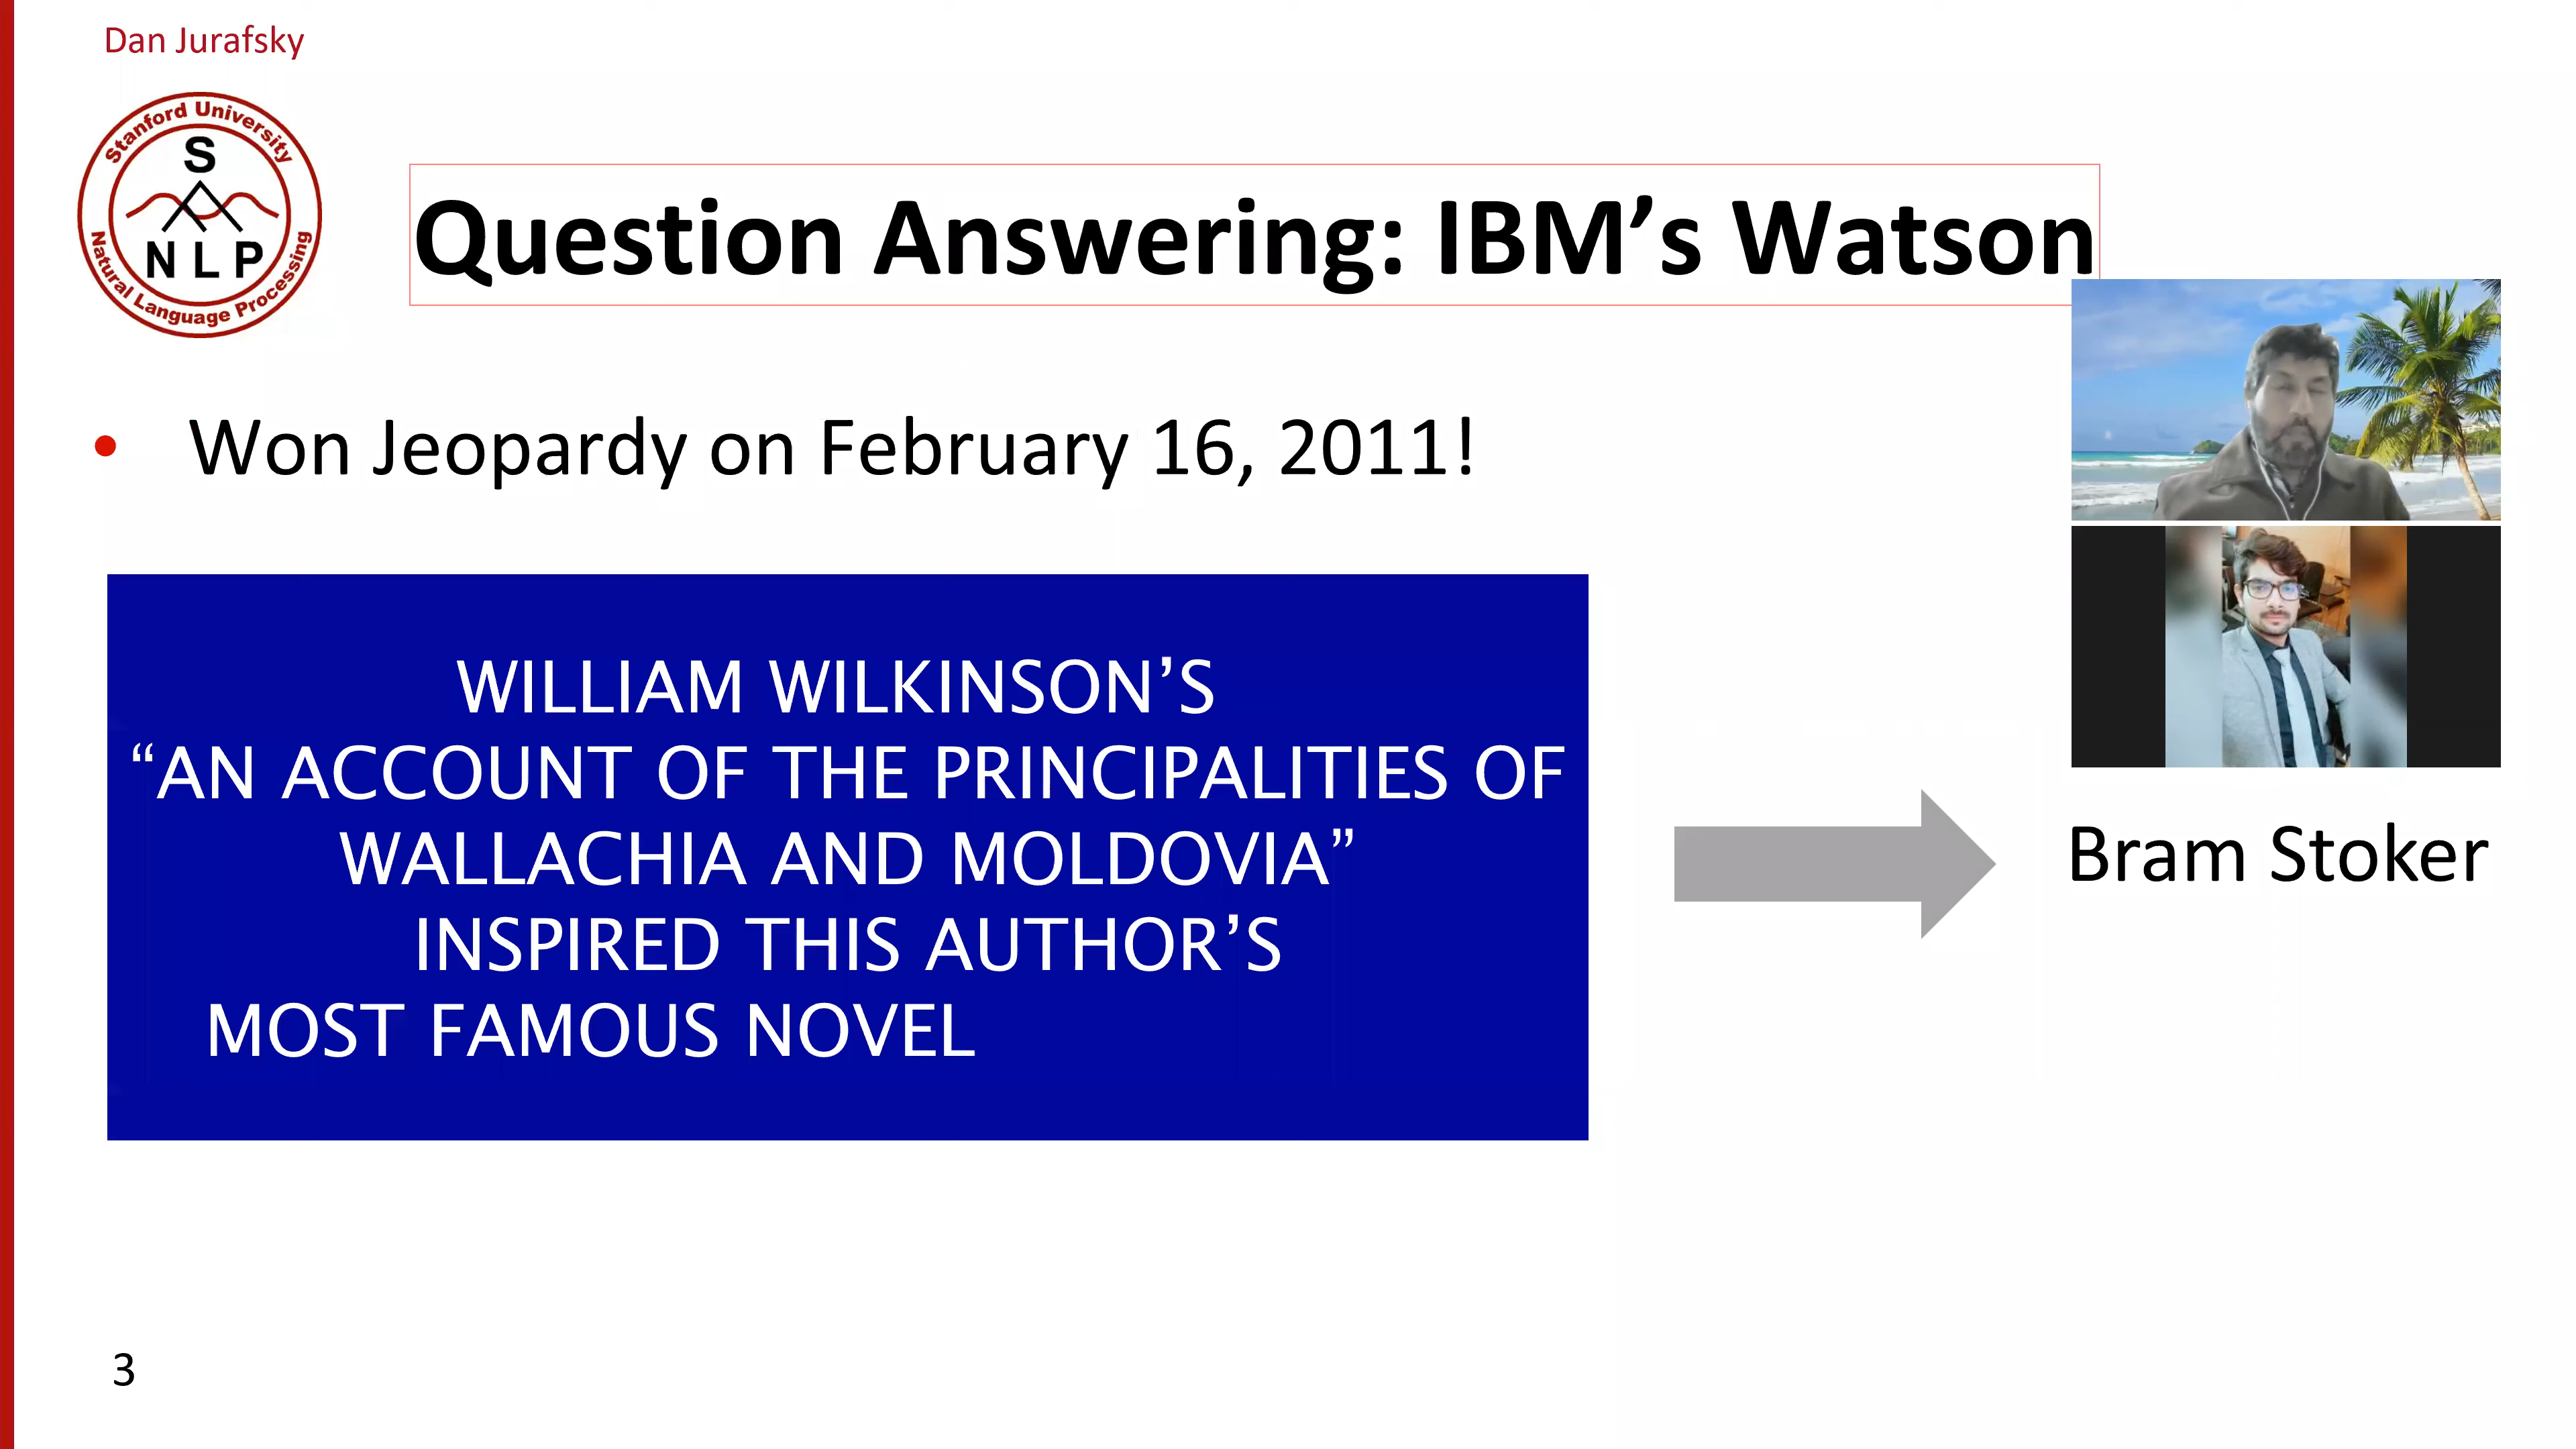 Dan Jurafsky
Stanford University
S
N L P
Natural Language Processing
Question Answering: IBM’s Watson
• Won Jeopardy on February 16, 2011!
WILLIAM WILKINSON’S
“AN ACCOUNT OF THE PRINCIPALITIES OF
WALLACHIA AND MOLDOVIA”
INSPIRED THIS AUTHOR’S
MOST FAMOUS NOVEL
Bram Stoker
3